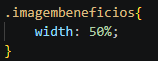 .imagembeneficios{
    width: 50%;
}